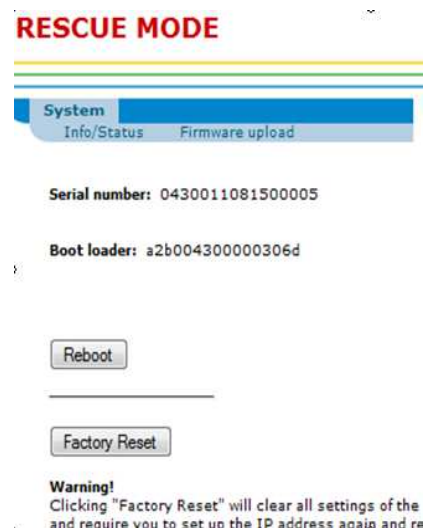 RESCUE MODE
System
Info/Status Firmware upload
Serial number: 0430011081500005
Boot loader: a2b004300000306d
Reboot
Factory Reset
Warning!
Clicking "Factory Reset" will clear all settings of the
and require you to set up the IP address again and re